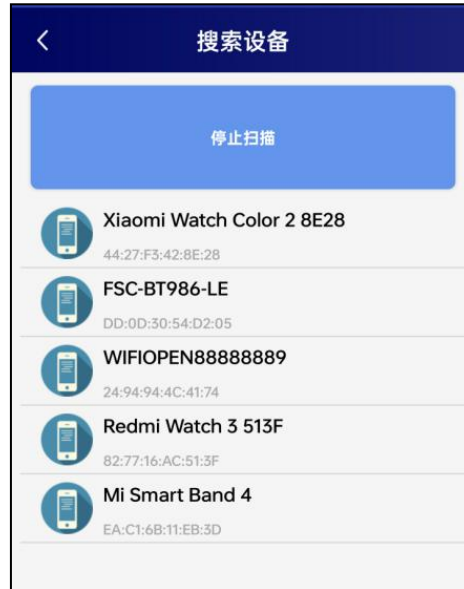 搜索设备
停止扫描
Xiaomi Watch Color 2 8E28
44:27:F3:42:8E:28
FSC-BT986-LE
DD:0D:30:54:D2:05
WIFIOPEN88888889
24:94:94:4C:41:74
Redmi Watch 3 513F
82:77:16:AC:51:3F
Mi Smart Band 4
EA:C1:6B:11:EB:3D